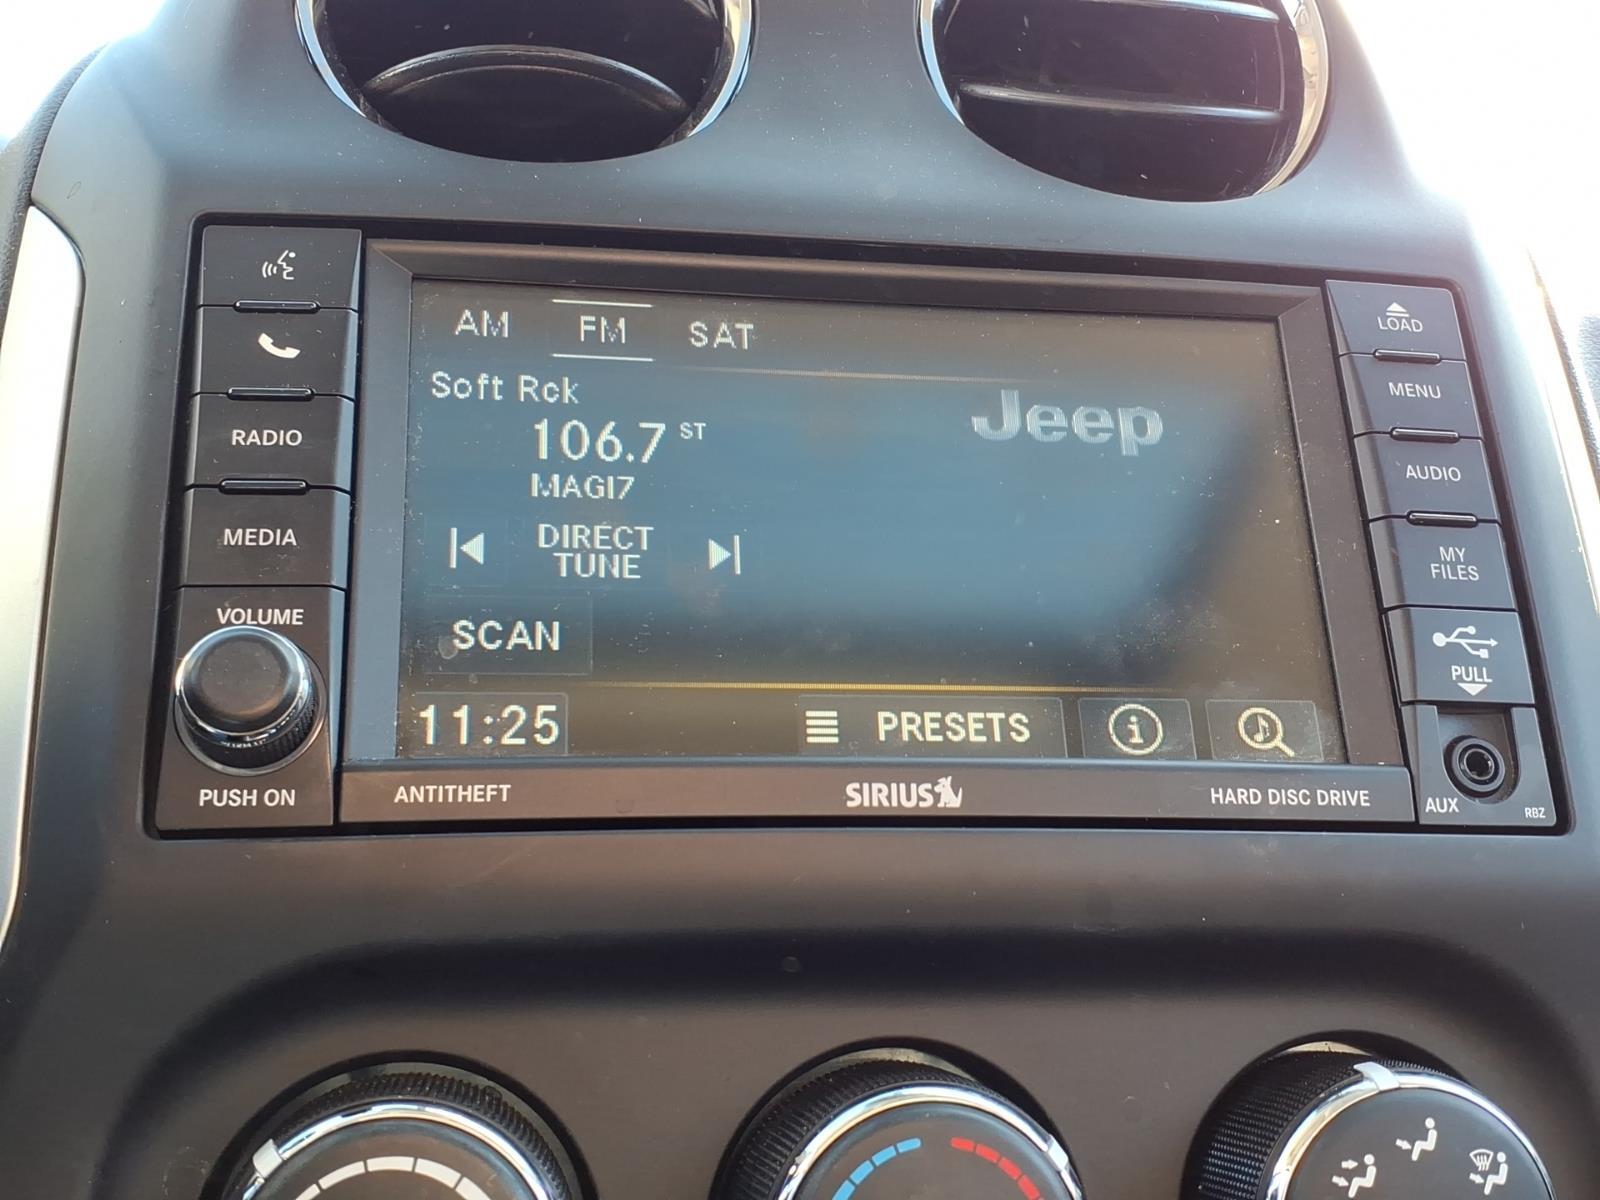 RADIO
MEDIA
VOLUME
PUSH ON
AM FM SAT
Soft Rck
106.7 ST
MAGI7
Jeep
DIRECT
TUNE
SCAN
11:25 PRESETS i
ANTITHEFT SIRIUS HARD DISC DRIVE
LOAD
MENU
AUDIO
MY
FILES
PULL
AUX RBZ